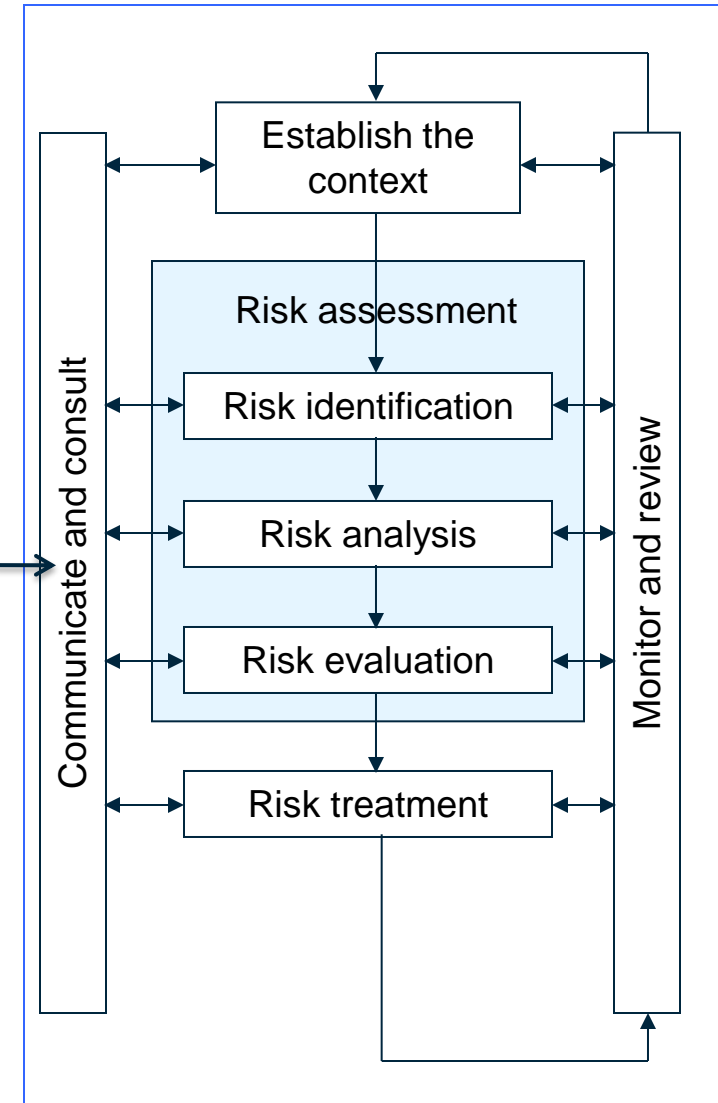 Establish the
context
Risk assessment
Risk identification
Risk analysis
Risk evaluation
Risk treatment
Communicate and consult
Monitor and review